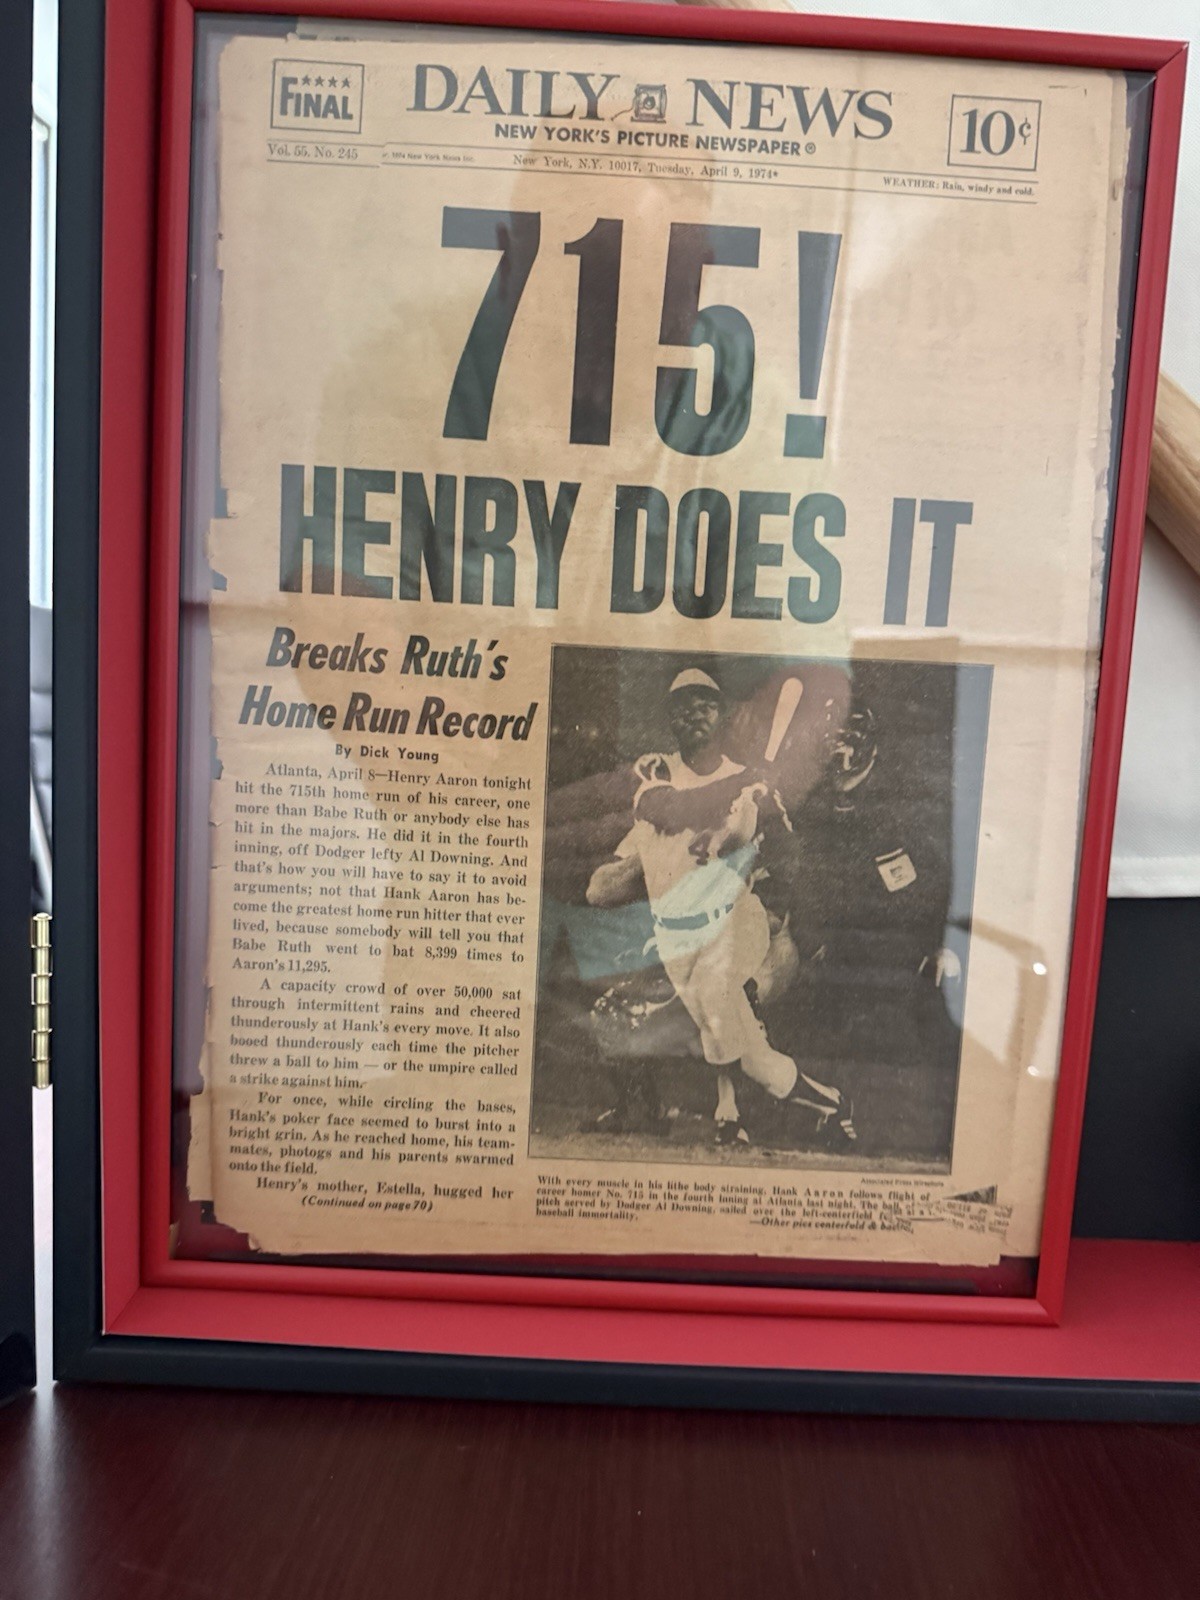 ★★★★
FINAL
DAILY NEWS
NEW YORK'S PICTURE NEWSPAPER®
10¢
Vol. 55. No. 245
1974 New York News Inc.
New York, N.Y. 10017, Tuesday, April 9, 1974*
WEATHER: Rain, windy and cold.
715!
HENRY DOES IT
Breaks Ruth's
Home Run Record
By Dick Young
Atlanta, April 8—Henry Aaron tonight
hit the 715th home run of his career, one
more than Babe Ruth or anybody else has
hit in the majors. He did it in the fourth
inning, off Dodger lefty Al Downing. And
that's how you will have to say it to avoid
arguments; not that Hank Aaron has be-
come the greatest home run hitter that ever
lived, because somebody will tell you that
Babe Ruth went to bat 8,399 times to
Aaron's 11,295.
A capacity crowd of over 50,000 sat
through intermittent rains and cheered
thunderously at Hank's every move. It also
booed thunderously each time the pitcher
threw a ball to him — or the umpire called
a strike against him.
For once, while circling the bases,
Hank's poker face seemed to burst into a
bright grin. As he reached home, his team-
mates, photogs and his parents swarmed
onto the field.
Henry's mother, Estella, hugged her
(Continued on page 70)
44
Associated Press Wirephoto
With every muscle in his lithe body straining, Hank Aaron follows flight of
career homer No. 715 in the fourth inning at Atlanta last night. The ball,
pitch served by Dodger Al Downing, sailed over the left-centerfield
baseball immortality.
—Other pics centerfold &